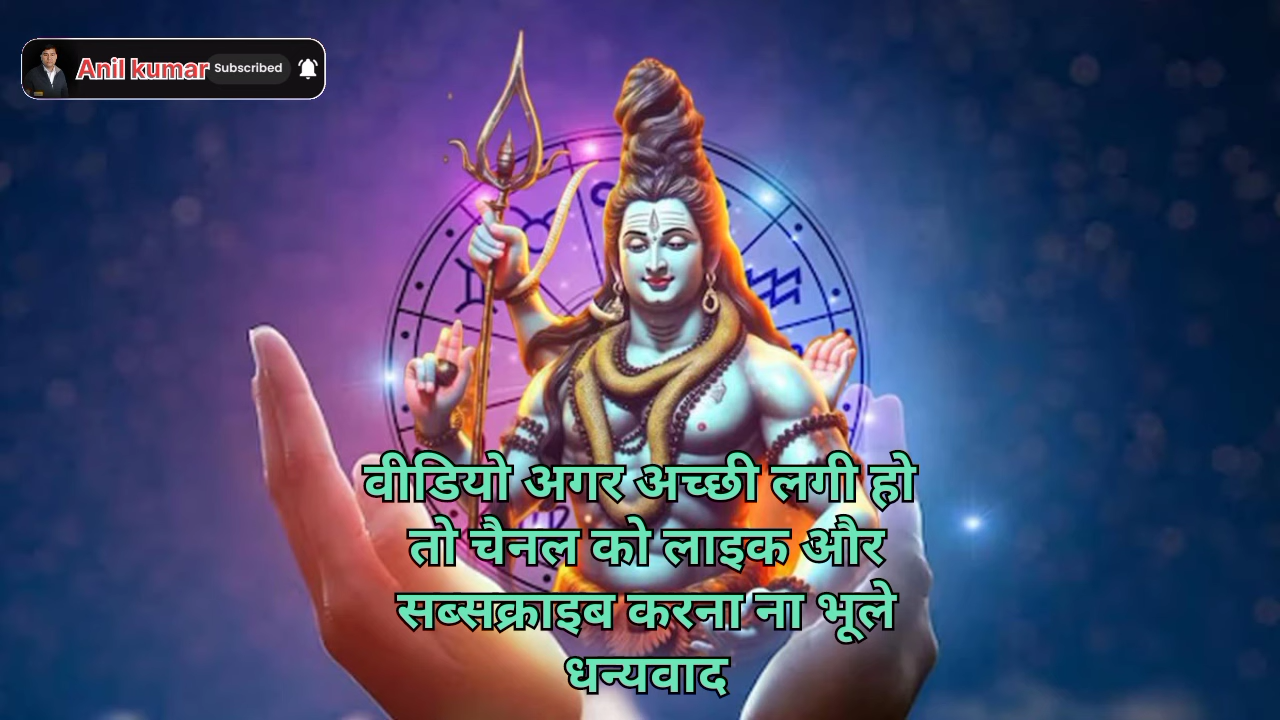 Anil kumar Subscribed
वीडियो अगर अच्छी लगी हो
तो चैनल को लाइक और
सब्सक्राइब करना ना भूले
धन्यवाद